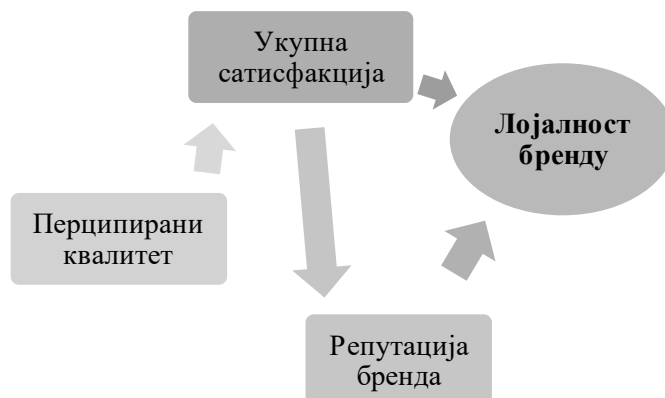 Укупна
сатисфакција
Лојалност
бренду
Перципирани
квалитет
Репутација
бренда